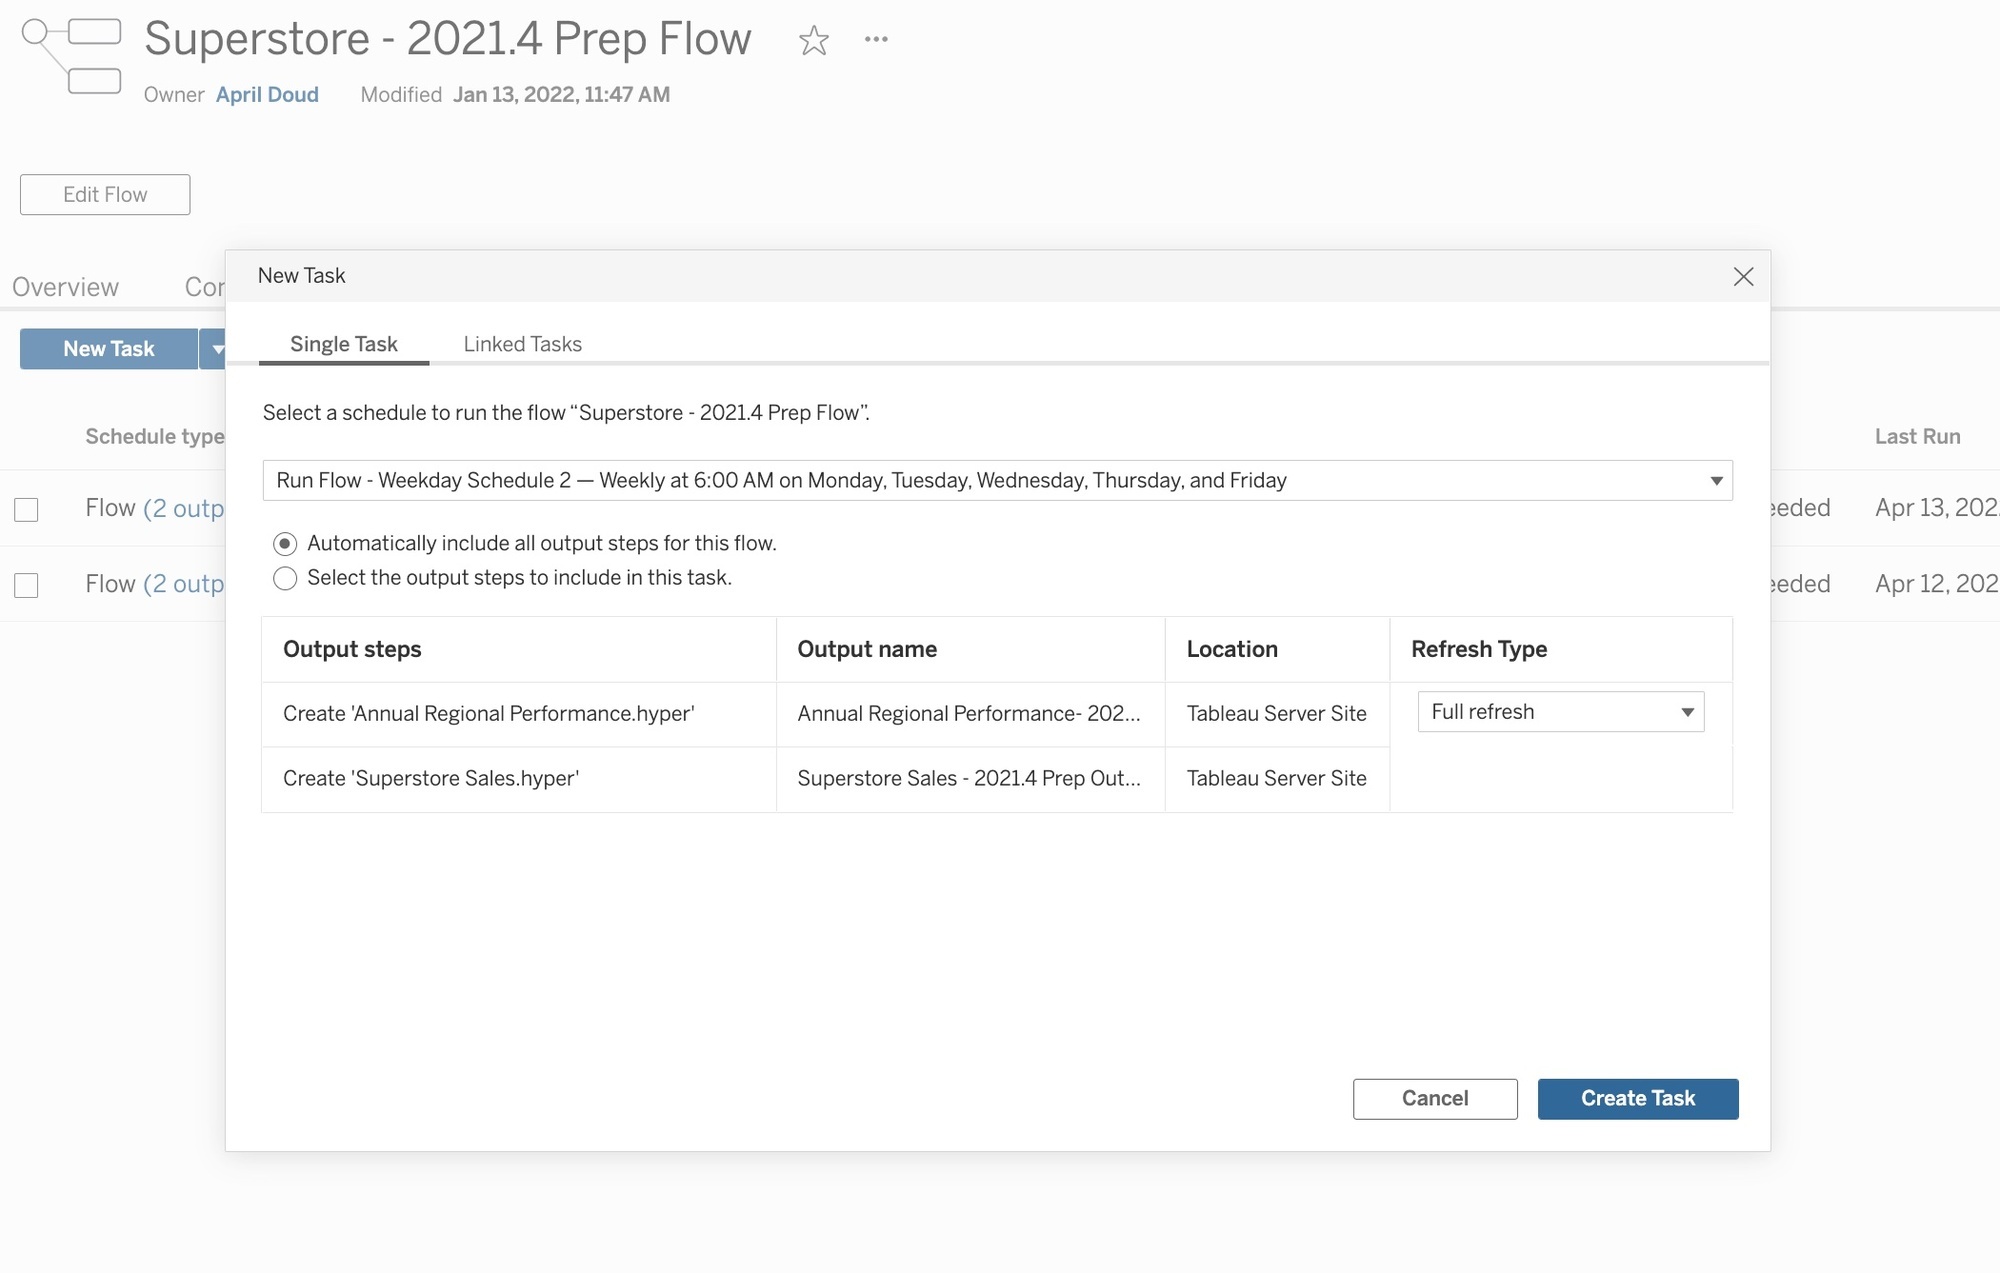 Superstore - 2021.4 Prep Flow
Owner April Doud Modified Jan 13, 2022, 11:47 AM
Edit Flow
Overview
New Task
Schedule type
Last Run
Flow (2 outp
Apr 13, 202
Flow (2 outp
Apr 12, 202
New Task
Single Task Linked Tasks
Select a schedule to run the flow “Superstore - 2021.4 Prep Flow”.
Run Flow - Weekday Schedule 2 — Weekly at 6:00 AM on Monday, Tuesday, Wednesday, Thursday, and Friday
Automatically include all output steps for this flow.
Select the output steps to include in this task.
Output steps Output name Location Refresh Type
Create 'Annual Regional Performance.hyper' Annual Regional Performance- 202... Tableau Server Site Full refresh
Create 'Superstore Sales.hyper' Superstore Sales - 2021.4 Prep Out... Tableau Server Site
Cancel Create Task